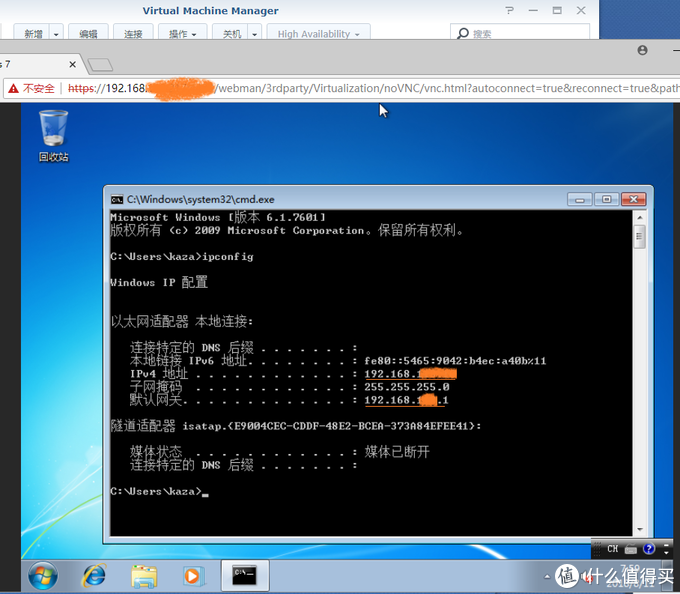 Virtual Machine Manager
新增 编辑 连接 操作 关机 High Availability 搜索
s 7
不安全 https://192.168. /webman/3rdparty/Virtualization/noVNC/vnc.html?autoconnect=true&reconnect=true&path
回收站
C:\Windows\system32\cmd.exe
Microsoft Windows [版本 6.1.7601]
版权所有 (c) 2009 Microsoft Corporation。保留所有权利。
C:\Users\kaza>ipconfig
Windows IP 配置
以太网适配器 本地连接:
连接特定的 DNS 后缀 . . . . . . . :
本地链接 IPv6 地址. . . . . . . . : fe80::5465:9042:b4ec:a40b%11
IPv4 地址 . . . . . . . . . . . . : 192.168.1
子网掩码 . . . . . . . . . . . . : 255.255.255.0
默认网关. . . . . . . . . . . . . : 192.168.1 .1
隧道适配器 isatap.{E9004CEC-CDDF-48E2-BCEA-373A84EFEE41}:
媒体状态 . . . . . . . . . . . . : 媒体已断开
连接特定的 DNS 后缀 . . . . . . . :
C:\Users\kaza>
CH
值 什么值得买